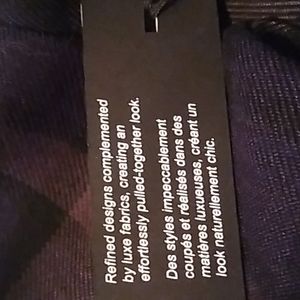 Refined designs complemented
by luxe fabrics, creating an
effortlessly pulled-together look.
Des styles impeccablement
coupés et réalisés dans des
matières luxueuses, créant un
look naturellement chic.